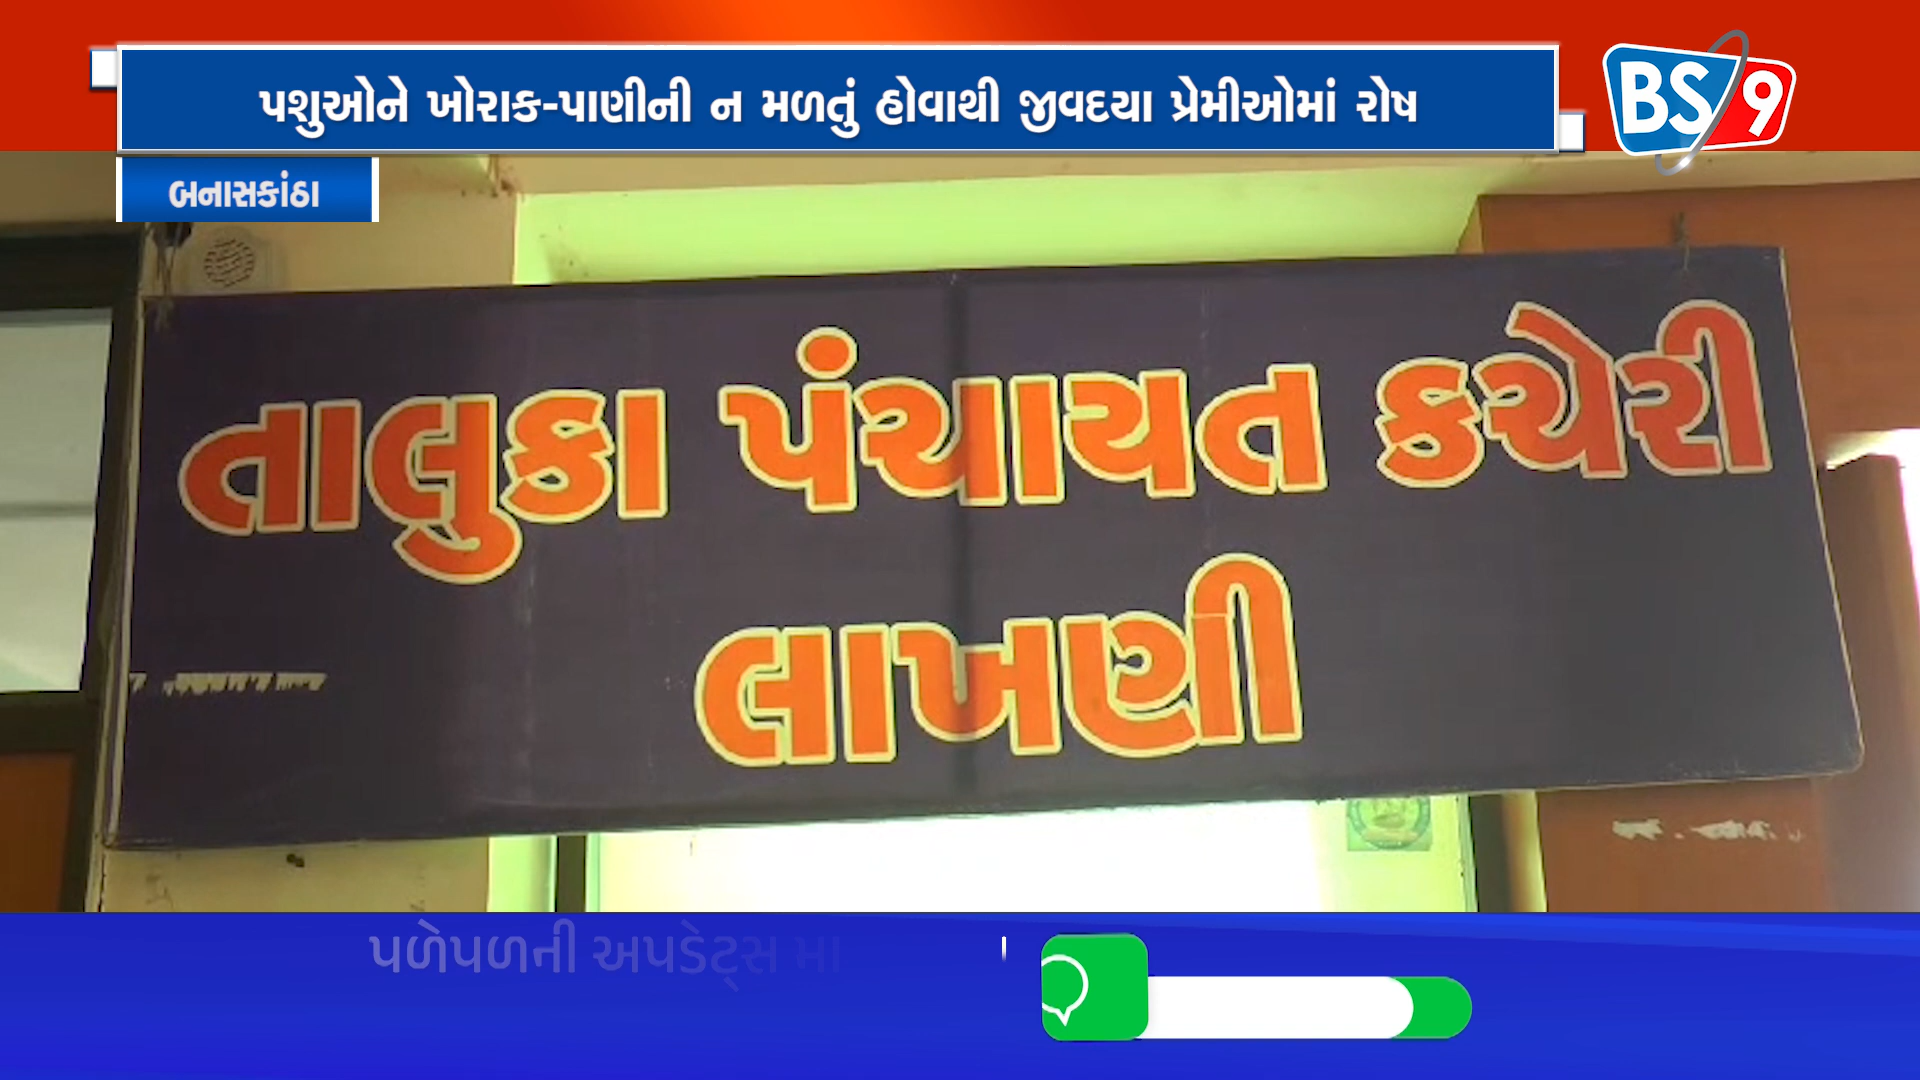 પશુઓને ખોરાક-પાણીની ન મળતું હોવાથી જીવદયા પ્રેમીઓમાં રોષ
BS9
બનાસકાંઠા
તાલુકા પંચાયત કચેરી
લાખણી
પળેપળની અપડેટ્સ મા